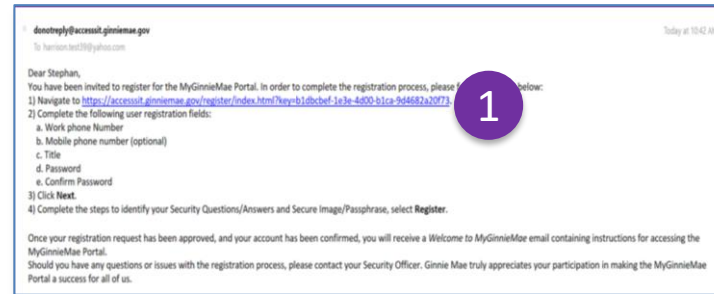 donotreply@accesssit.ginniemae.gov
Today at 10:42 AM
To harrison.test39@yahoo.com
Dear Stephan,
You have been invited to register for the MyGinnieMae Portal. In order to complete the registration process, please below:
1) Navigate to https://accesssit.ginniemae.gov/register/index.html?key=b1dbcbef-1e3e-4d00-b1ca-9d4682a20f73.
1
2) Complete the following user registration fields:
a. Work phone Number
b. Mobile phone number (optional)
c. Title
d. Password
e. Confirm Password
3) Click Next.
4) Complete the steps to identify your Security Questions/Answers and Secure Image/Passphrase, select Register.
Once your registration request has been approved, and your account has been confirmed, you will receive a Welcome to MyGinnieMae email containing instructions for accessing the
MyGinnieMae Portal.
Should you have any questions or issues with the registration process, please contact your Security Officer. Ginnie Mae truly appreciates your participation in making the MyGinnieMae
Portal a success for all of us.